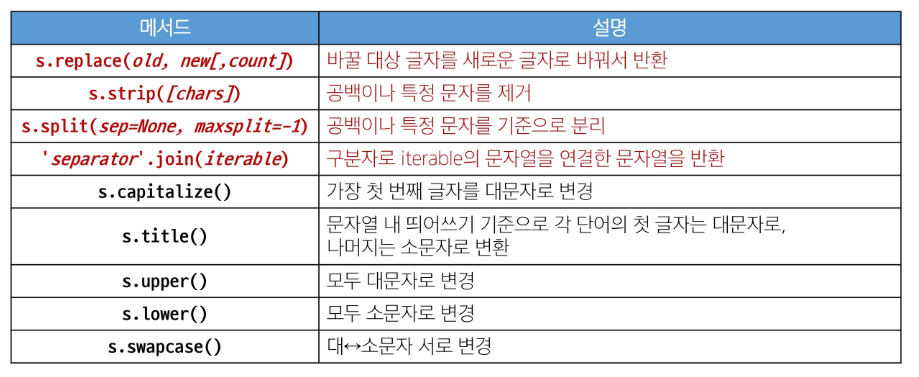 메서드 설명
s.replace(old, new[,count]) 바꿀 대상 글자를 새로운 글자로 바꿔서 반환
s.strip([chars]) 공백이나 특정 문자를 제거
s.split(sep=None, maxsplit=-1) 공백이나 특정 문자를 기준으로 분리
'separator'.join(iterable) 구분자로 iterable의 문자열을 연결한 문자열을 반환
s.capitalize() 가장 첫 번째 글자를 대문자로 변경
s.title() 문자열 내 띄어쓰기 기준으로 각 단어의 첫 글자는 대문자로,
나머지는 소문자로 변환
s.upper() 모두 대문자로 변경
s.lower() 모두 소문자로 변경
s.swapcase() 대↔소문자 서로 변경